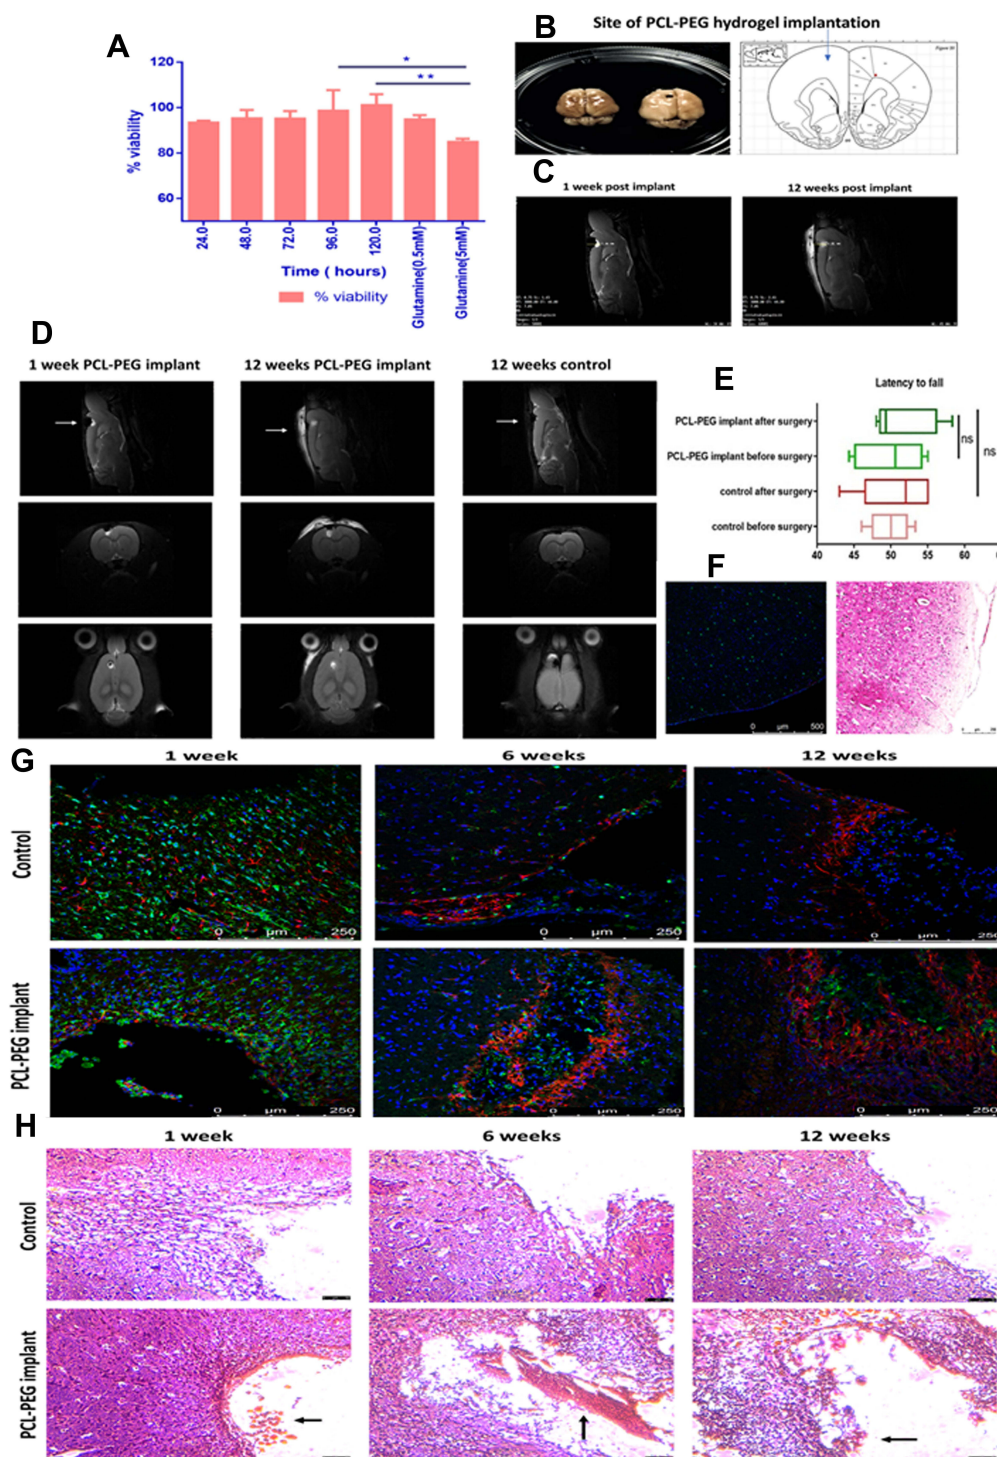 A
120
100
80
60
% viability
*
**
24.0
48.0
72.0
96.0
120.0
Glutamine(0.5mM)
Glutamine(5mM)
Time ( hours)
% viability
B
Site of PCL-PEG hydrogel implantation
C
1 week post implant
12 weeks post implant
D
1 week PCL-PEG implant
12 weeks PCL-PEG implant
12 weeks control
E
Latency to fall
PCL-PEG implant after surgery
PCL-PEG implant before surgery
control after surgery
control before surgery
ns
ns
40
45
50
55
60
F
0 µm 500
G
1 week
6 weeks
12 weeks
Control
0 µm 250
0 µm 250
0 µm 250
PCL-PEG implant
0 µm 250
0 µm 250
0 µm 250
H
1 week
6 weeks
12 weeks
Control
PCL-PEG implant